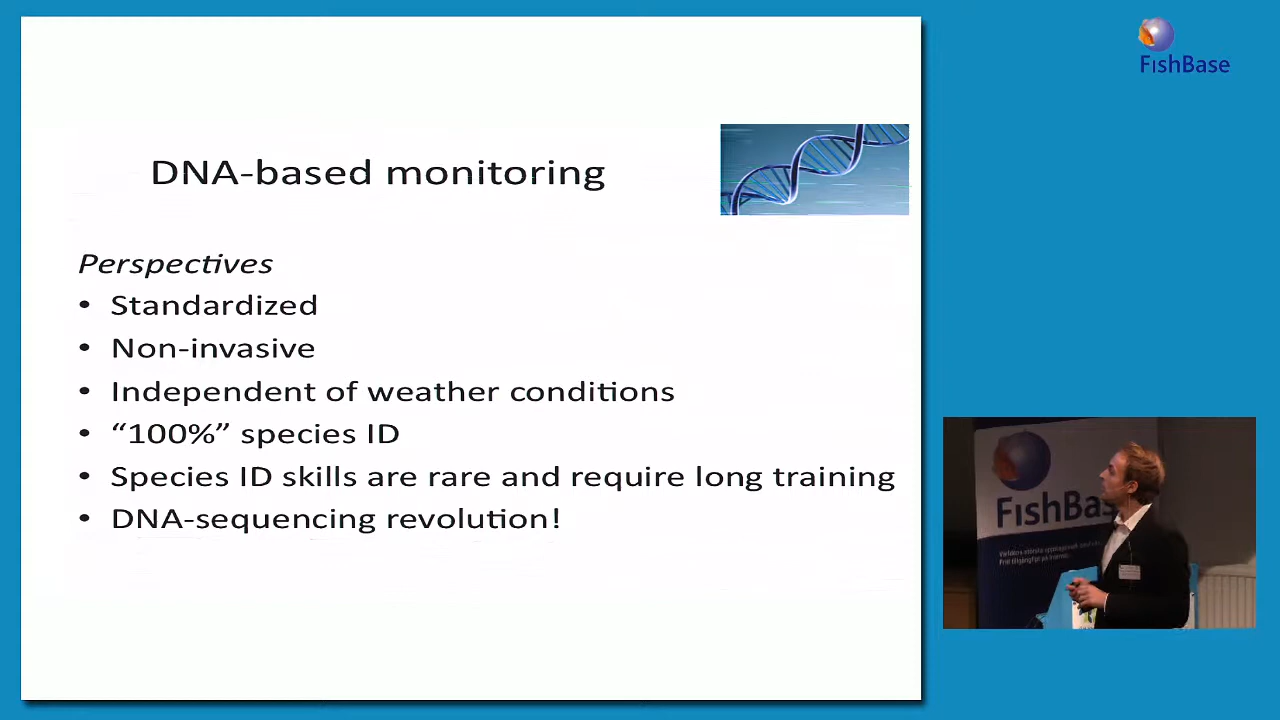 FishBase
DNA-based monitoring
Perspectives
• Standardized
• Non-invasive
• Independent of weather conditions
• “100%” species ID
• Species ID skills are rare and require long training
• DNA-sequencing revolution!
FishBas